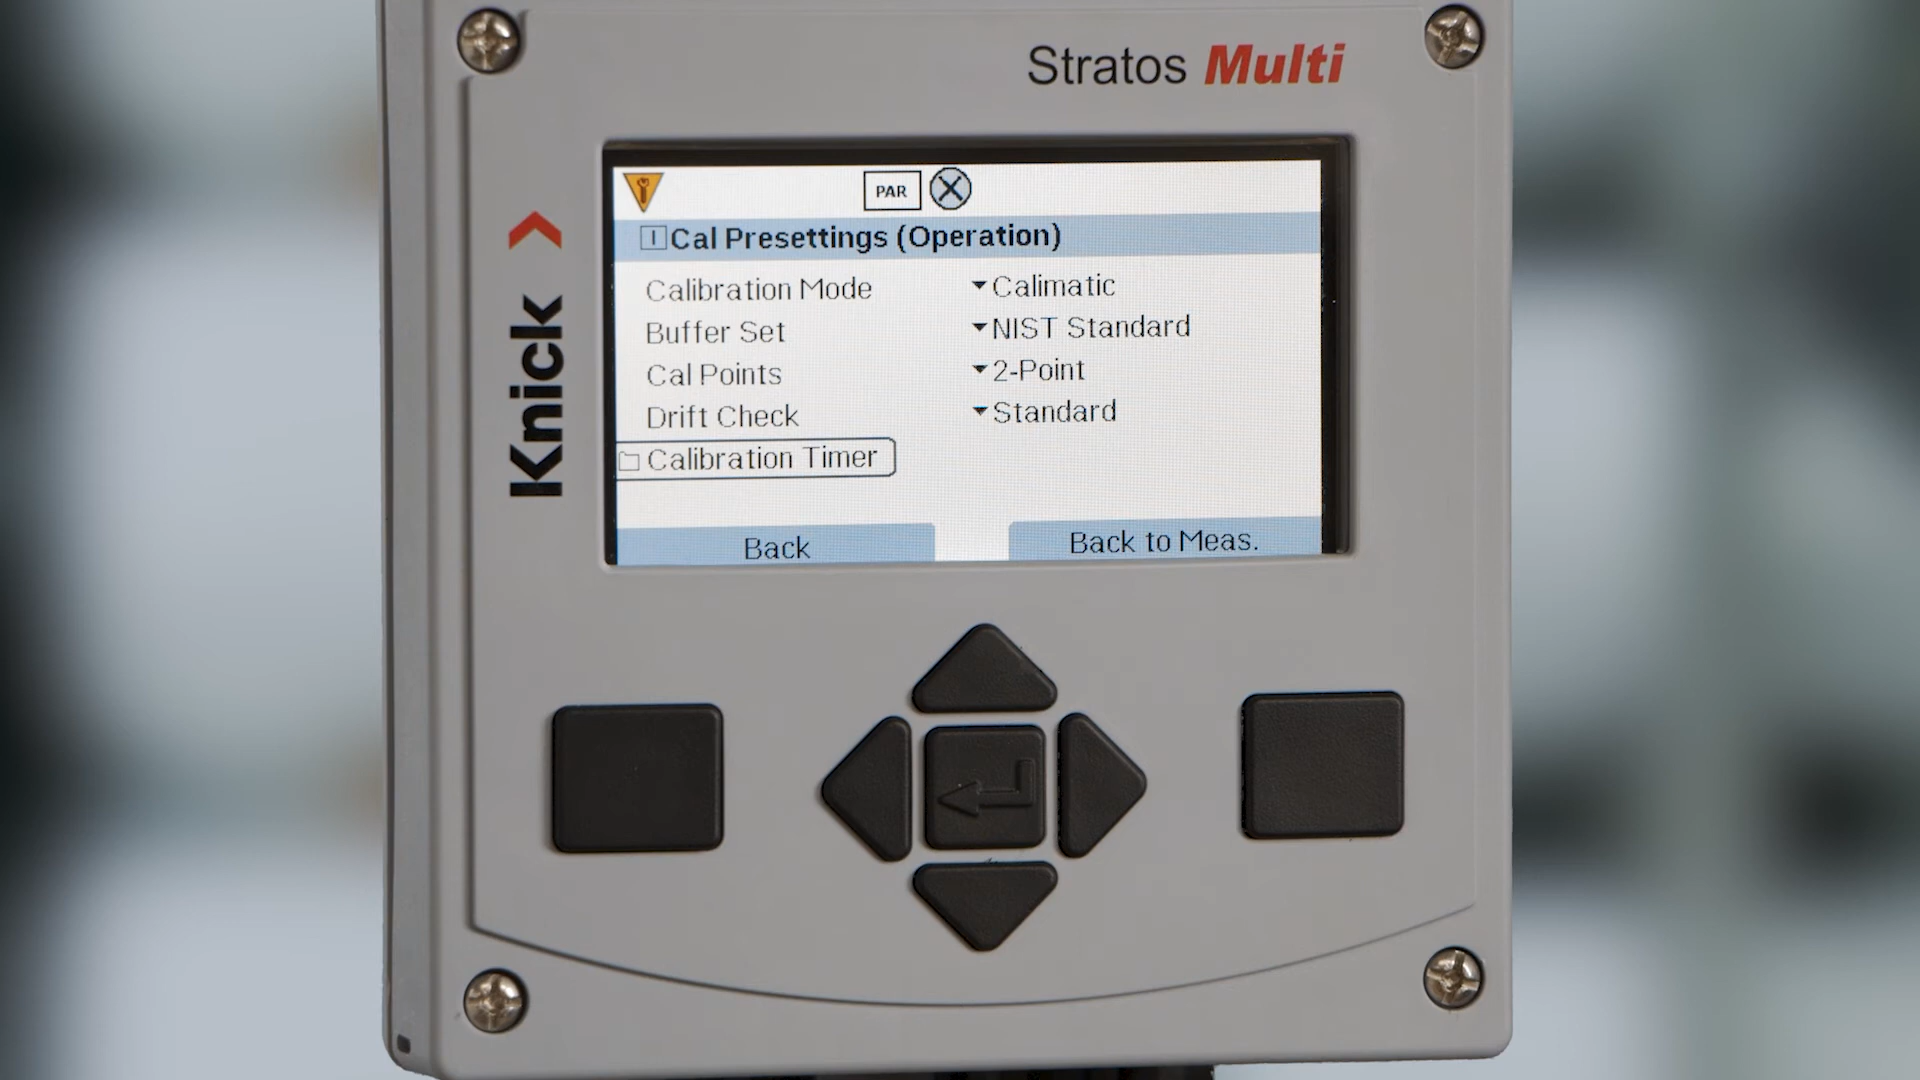 Stratos Multi
Knick
PAR
I Cal Presettings (Operation)
Calibration Mode Calimatic
Buffer Set NIST Standard
Cal Points 2-Point
Drift Check Standard
Calibration Timer
Back Back to Meas.